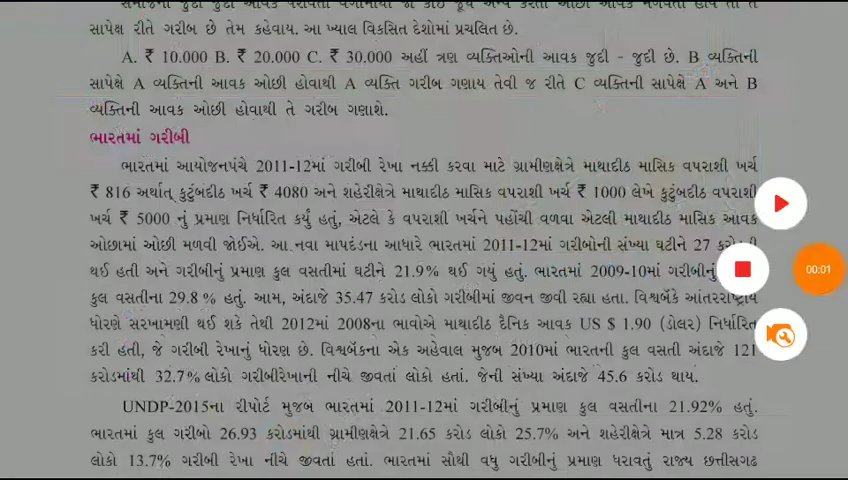 સમાજના જુદી જુદી આવક ધરાવતા
સાપેક્ષ રીતે ગરીબ છે તેમ કહેવાય. આ ખ્યાલ વિકસિત દેશોમાં પ્રચલિત છે.
A. ₹ 10.000 B. ₹ 20.000 C. ₹ 30.000 અહીં ત્રણ વ્યક્તિઓની આવક જુદી - જુદી છે. B વ્યક્તિની
સાપેક્ષે A વ્યક્તિની આવક ઓછી હોવાથી A વ્યક્તિ ગરીબ ગણાય તેવી જ રીતે C વ્યક્તિની સાપેક્ષે A અને B
વ્યક્તિની આવક ઓછી હોવાથી તે ગરીબ ગણાશે.
ભારતમાં ગરીબી
ભારતમાં આયોજનપંચે 2011-12માં ગરીબી રેખા નક્કી કરવા માટે ગ્રામીણક્ષેત્રે માથાદીઠ માસિક વપરાશી ખર્ચ
₹ 816 અર્થાત્ કુટુંબદીઠ ખર્ચ ₹ 4080 અને શહેરીક્ષેત્રે માથાદીઠ માસિક વપરાશી ખર્ચ ₹ 1000 લેખે કુટુંબદીઠ વપરાશી
ખર્ચ ₹ 5000 નું પ્રમાણ નિર્ધારિત કર્યું હતું, એટલે કે વપરાશી ખર્ચને પહોંચી વળવા એટલી માથાદીઠ માસિક આવક
ઓછામાં ઓછી મળવી જોઈએ. આ નવા માપદંડના આધારે ભારતમાં 2011-12માં ગરીબોની સંખ્યા ઘટીને 27
થઈ હતી અને ગરીબીનું પ્રમાણ કુલ વસતીમાં ઘટીને 21.9% થઈ ગયું હતું. ભારતમાં 2009-10માં ગરીબીનું
કુલ વસતીના 29.8 % હતું. આમ, અંદાજે 35.47 કરોડ લોકો ગરીબીમાં જીવન જીવી રહ્યા હતા. વિશ્વબૅંકે આંતરરાષ્ટ્રીય
ધોરણે સરખામણી થઈ શકે તેથી 2012માં 2008ના ભાવોએ માથાદીઠ દૈનિક આવક US $ 1.90 (ડોલર) નિર્ધારિત
કરી હતી, જે ગરીબી રેખાનું ધોરણ છે. વિશ્વબૅંકના એક અહેવાલ મુજબ 2010માં ભારતની કુલ વસતી અંદાજે 121
કરોડમાંથી 32.7% લોકો ગરીબીરેખાની નીચે જીવતાં લોકો હતાં. જેની સંખ્યા અંદાજે 45.6 કરોડ થાય.
UNDP-2015ના રીપોર્ટ મુજબ ભારતમાં 2011-12માં ગરીબીનું પ્રમાણ કુલ વસતીના 21.92% હતું.
ભારતમાં કુલ ગરીબો 26.93 કરોડમાંથી ગ્રામીણક્ષેત્રે 21.65 કરોડ લોકો 25.7% અને શહેરીક્ષેત્રે માત્ર 5.28 કરોડ
લોકો 13.7% ગરીબી રેખા નીચે જીવતાં હતાં. ભારતમાં સૌથી વધુ ગરીબીનું પ્રમાણ ધરાવતું રાજ્ય છત્તીસગઢ
00:01